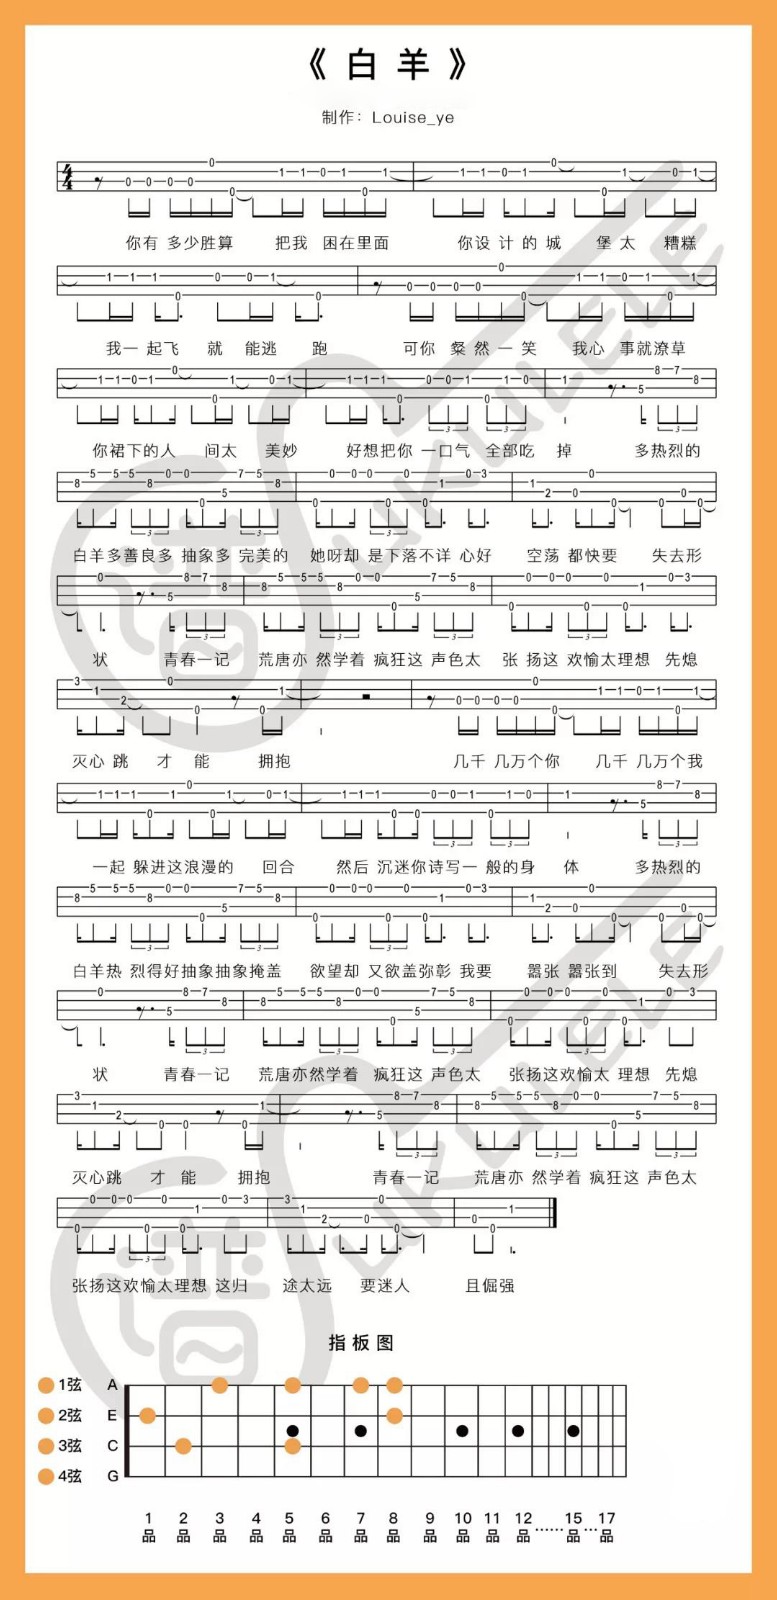 《 白 羊 》
制作：Louise_ye
你有 多少胜算 把我 困在里面 你设 计 的 城 堡 太 糟糕
我一 起飞 就 能逃 跑 可你 粲 然 一 笑 我心 事就潦草
你裙 下的人 间太 美妙 好想把你 一口气 全部吃 掉 多热烈的
白羊多善良多 抽象多 完美的 她呀却 是下落不详 心好 空荡 都快要 失去形
状 青春一记 荒唐亦 然学着 疯狂这 声色太 张 扬这 欢愉太理想 先熄
灭心 跳 才 能 拥抱 几千 几万个你 几千 几万个我
一起 躲进这浪漫的 回合 然后 沉迷你诗写一 般的身 体 多热烈的
白羊热 烈得好抽象抽象掩盖 欲望却 又欲盖弥彰 我要 嚣张 嚣张到 失去形
状 青春一记 荒唐亦然学着 疯狂这 声色太 张扬这欢愉太 理想 先熄
灭心跳 才 能 拥抱 青春一记 荒唐亦 然学着 疯狂这 声色太
张扬这欢愉太理想 这归 途太远 要迷人 且倔强
指 板 图
1弦 A
2弦 E
3弦 C
4弦 G
1 2 3 4 5 6 7 8 9 10 11 12 15 17
品 品 品 品 品 品 品 品 品 品 品 品 …… 品 … 品
UKULELE
UKULELE